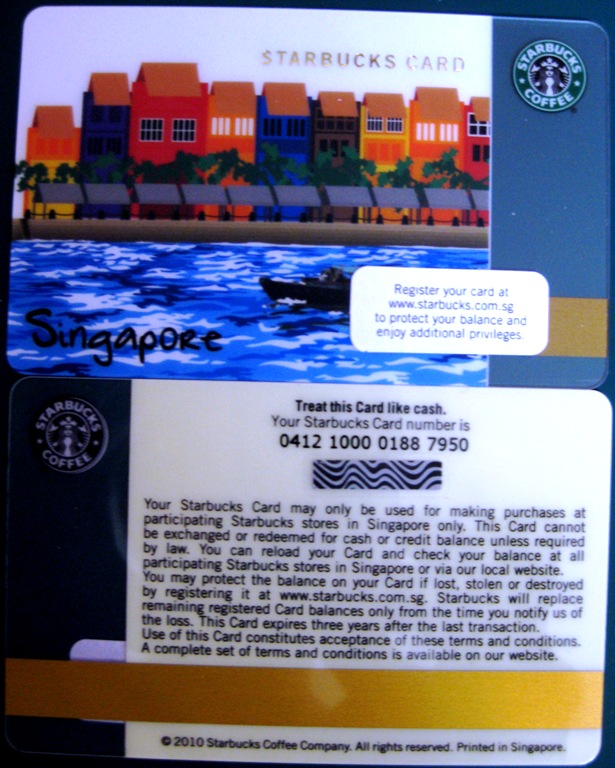 STARBUCKS CARD
STARBUCKS
COFFEE
Register your card at
www.starbucks.com.sg
to protect your balance and
enjoy additional privileges.
Singapore
STARBUCKS
COFFEE
Treat this Card like cash.
Your Starbucks Card number is
0412 1000 0188 7950
Your Starbucks Card may only be used for making purchases at
participating Starbucks stores in Singapore only. This Card cannot
be exchanged or redeemed for cash or credit balance unless required
by law. You can reload your Card and check your balance at all
participating Starbucks stores in Singapore or via our local website.
You may protect the balance on your Card if lost, stolen or destroyed
by registering it at www.starbucks.com.sg. Starbucks will replace
remaining registered Card balances only from the time you notify us of
the loss. This Card expires three years after the last transaction.
Use of this Card constitutes acceptance of these terms and conditions.
A complete set of terms and conditions is available on our website.
© 2010 Starbucks Coffee Company. All rights reserved. Printed in Singapore.